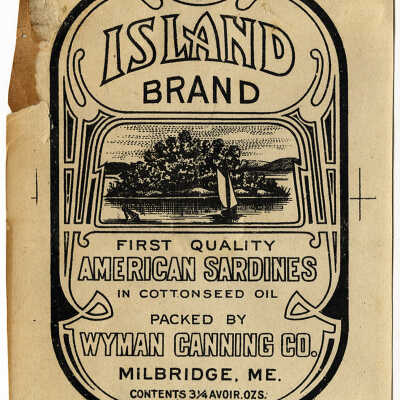 ISLAND
BRAND
FIRST QUALITY
AMERICAN SARDINES
IN COTTONSEED OIL
PACKED BY
WYMAN CANNING CO.
MILBRIDGE, ME.
CONTENTS 3¼ AVOIR. OZS.